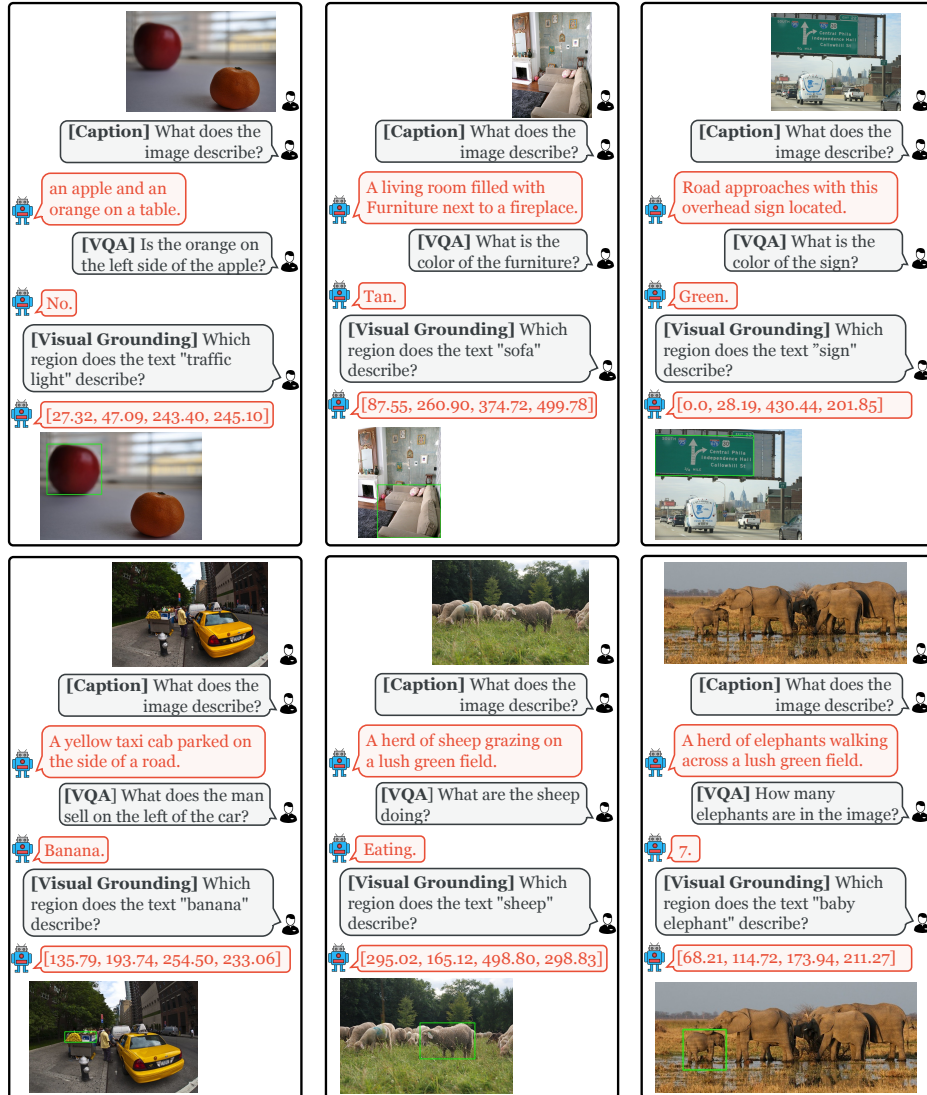 [Caption] What does the
image describe?
an apple and an
orange on a table.
[VQA] Is the orange on
the left side of the apple?
No.
[Visual Grounding] Which
region does the text "traffic
light" describe?
[27.32, 47.09, 243.40, 245.10]
[Caption] What does the
image describe?
A living room filled with
Furniture next to a fireplace.
[VQA] What is the
color of the furniture?
Tan.
[Visual Grounding] Which
region does the text "sofa"
describe?
[87.55, 260.90, 374.72, 499.78]
Central Phila
Independence Hall
Callowhill St
[Caption] What does the
image describe?
Road approaches with this
overhead sign located.
[VQA] What is the
color of the sign?
Green.
[Visual Grounding] Which
region does the text ”sign"
describe?
[0.0, 28.19, 430.44, 201.85]
Central Phila
Independence Hall
Callowhill St
[Caption] What does the
image describe?
A yellow taxi cab parked on
the side of a road.
[VQA] What does the man
sell on the left of the car?
Banana.
[Visual Grounding] Which
region does the text "banana"
describe?
[135.79, 193.74, 254.50, 233.06]
[Caption] What does the
image describe?
A herd of sheep grazing on
a lush green field.
[VQA] What are the sheep
doing?
Eating.
[Visual Grounding] Which
region does the text "sheep"
describe?
[295.02, 165.12, 498.80, 298.83]
[Caption] What does the
image describe?
A herd of elephants walking
across a lush green field.
[VQA] How many
elephants are in the image?
7.
[Visual Grounding] Which
region does the text "baby
elephant" describe?
[68.21, 114.72, 173.94, 211.27]